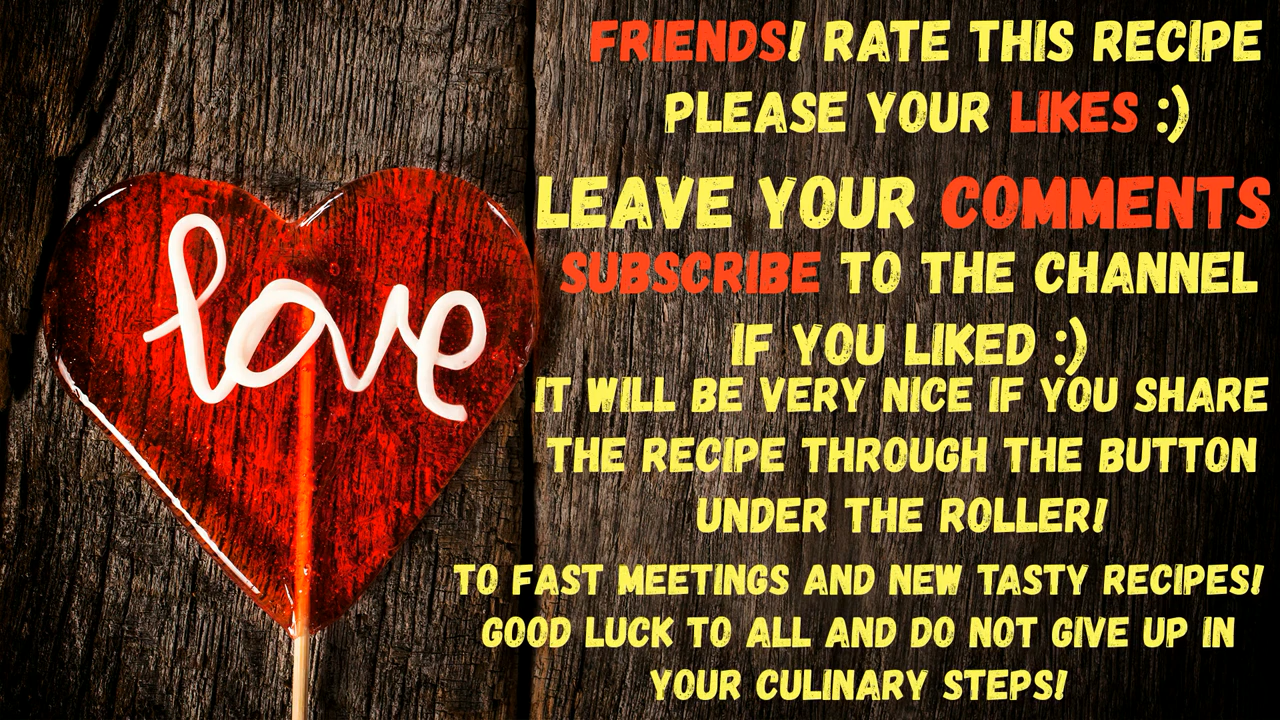 love
FRIENDS! RATE THIS RECIPE
PLEASE YOUR LIKES :)
LEAVE YOUR COMMENTS
SUBSCRIBE TO THE CHANNEL
IF YOU LIKED :)
IT WILL BE VERY NICE IF YOU SHARE
THE RECIPE THROUGH THE BUTTON
UNDER THE ROLLER!
TO FAST MEETINGS AND NEW TASTY RECIPES!
GOOD LUCK TO ALL AND DO NOT GIVE UP IN
YOUR CULINARY STEPS!